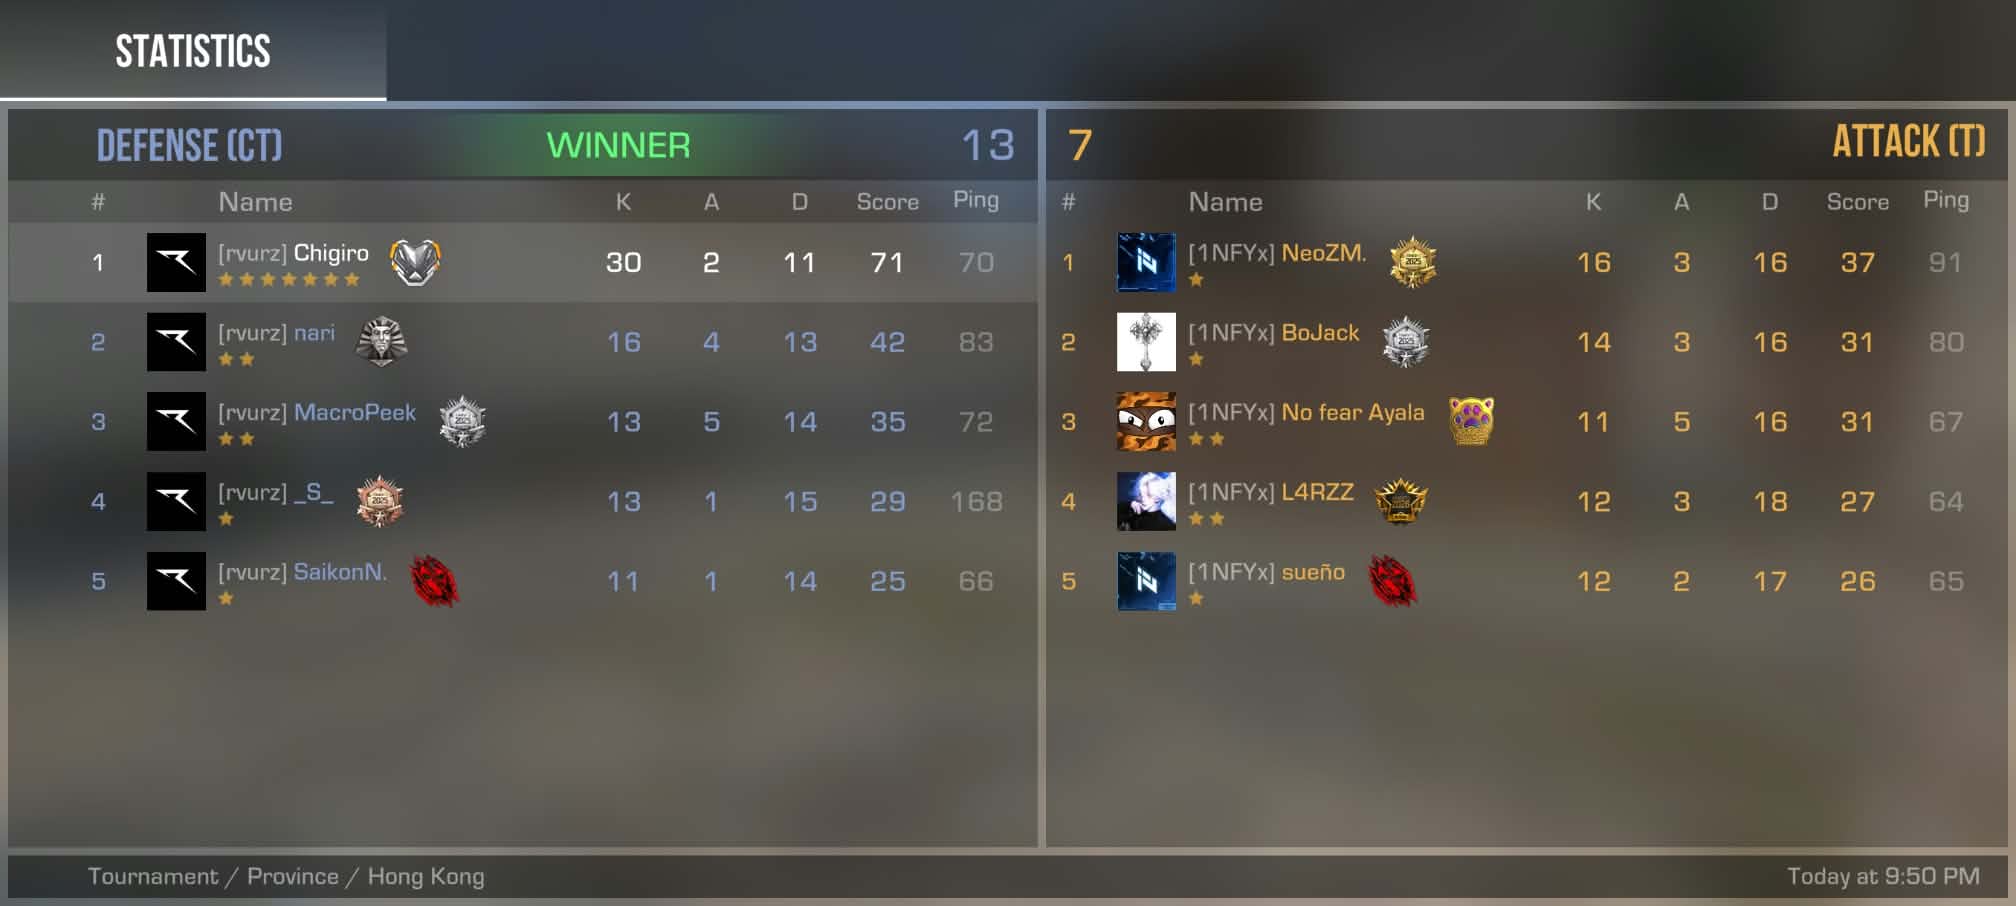 STATISTICS
DEFENSE (CT) WINNER 13
# Name K A D Score Ping
1 [rvurz] Chigiro 30 2 11 71 70
2 [rvurz] nari 16 4 13 42 83
3 [rvurz] MacroPeek 13 5 14 35 72
4 [rvurz] _S_ 13 1 15 29 168
5 [rvurz] SaikonN. 11 1 14 25 66
7 ATTACK (T)
# Name K A D Score Ping
1 [1NFYx] NeoZM. 16 3 16 37 91
2 [1NFYx] BoJack 14 3 16 31 80
3 [1NFYx] No fear Ayala 11 5 16 31 67
4 [1NFYx] L4RZZ 12 3 18 27 64
5 [1NFYx] sueño 12 2 17 26 65
Tournament / Province / Hong Kong
Today at 9:50 PM